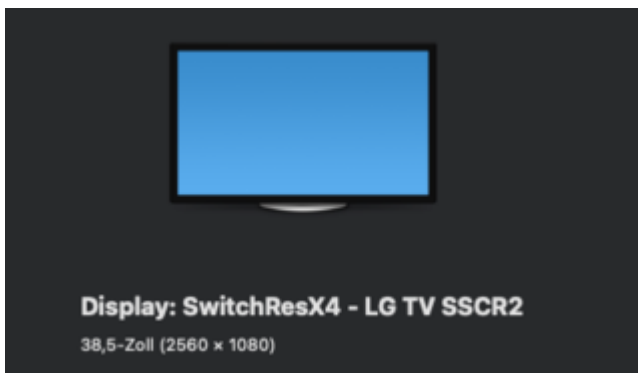 Display: SwitchResX4 - LG TV SSCR2
38,5-Zoll (2560 × 1080)